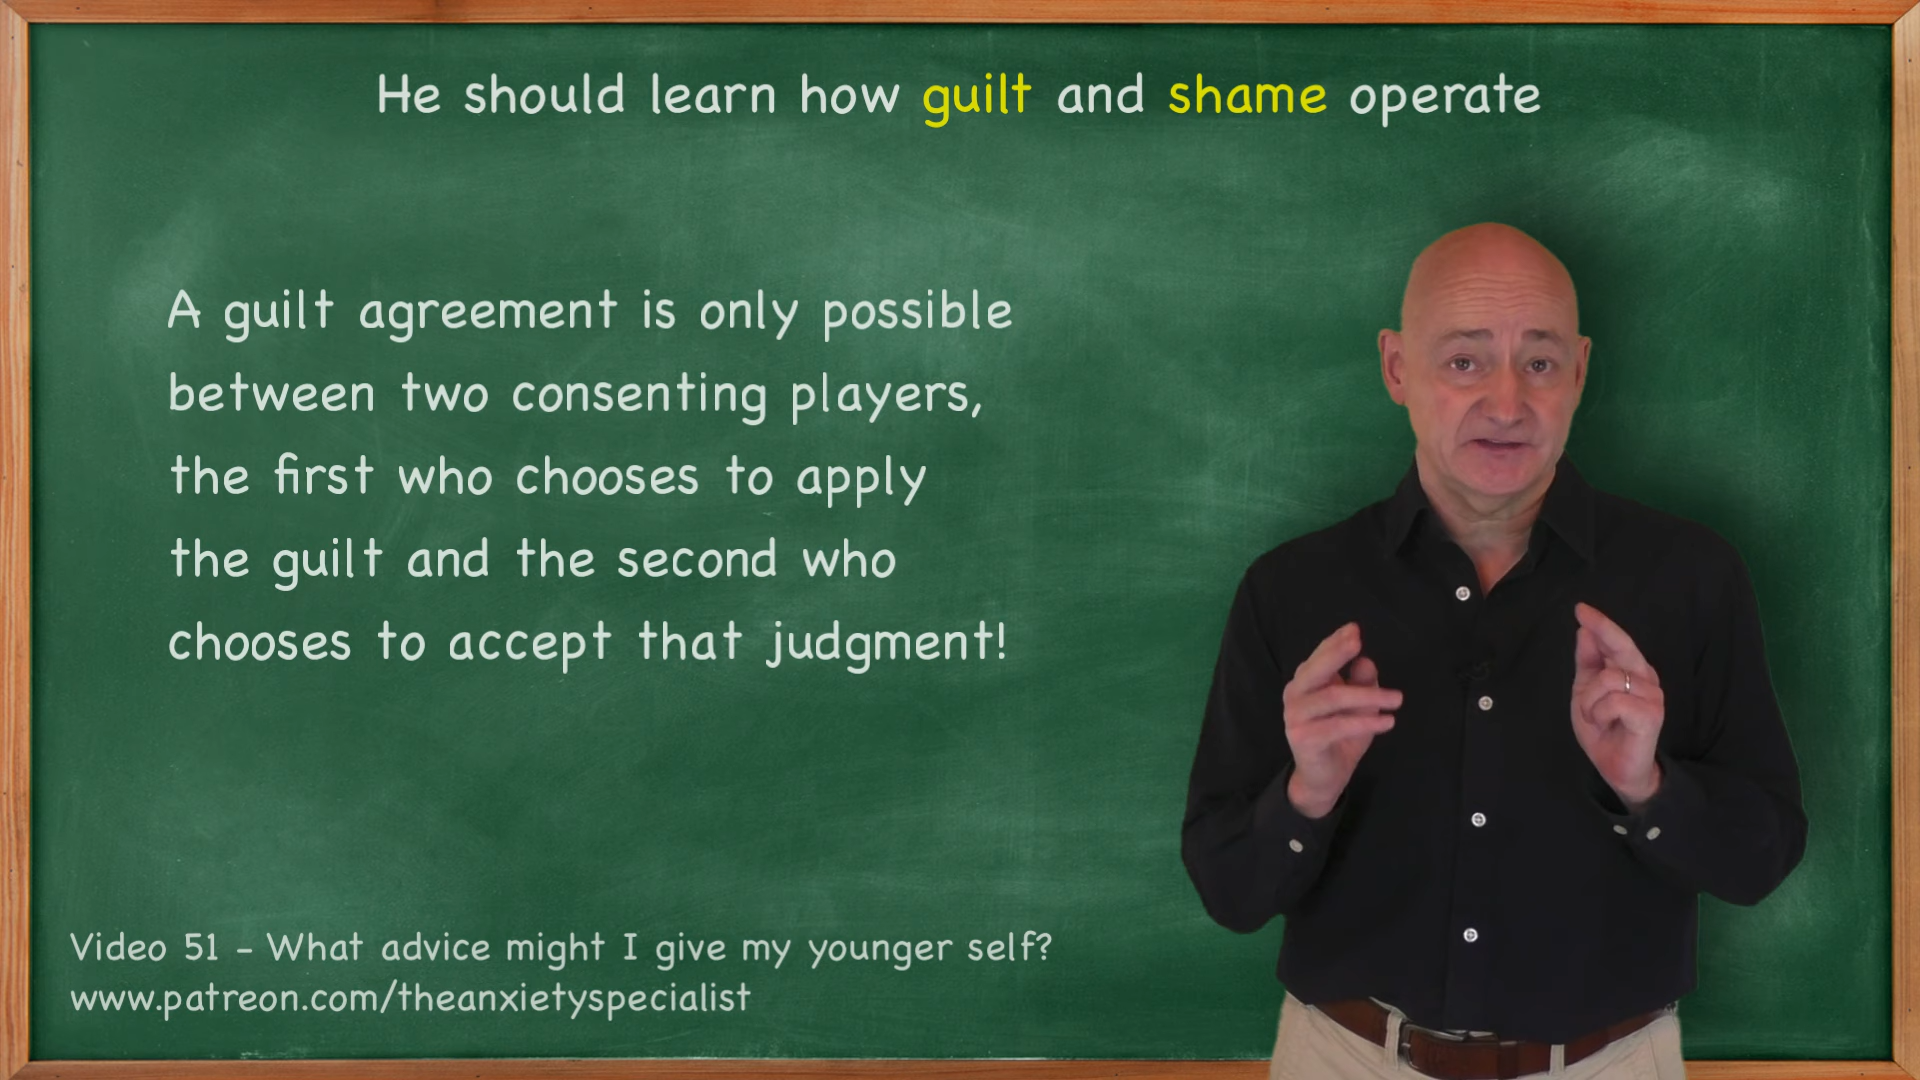 He should learn how guilt and shame operate
A guilt agreement is only possible
between two consenting players,
the first who chooses to apply
the guilt and the second who
chooses to accept that judgment!
Video 51 - What advice might I give my younger self?
www.patreon.com/theanxietyspecialist